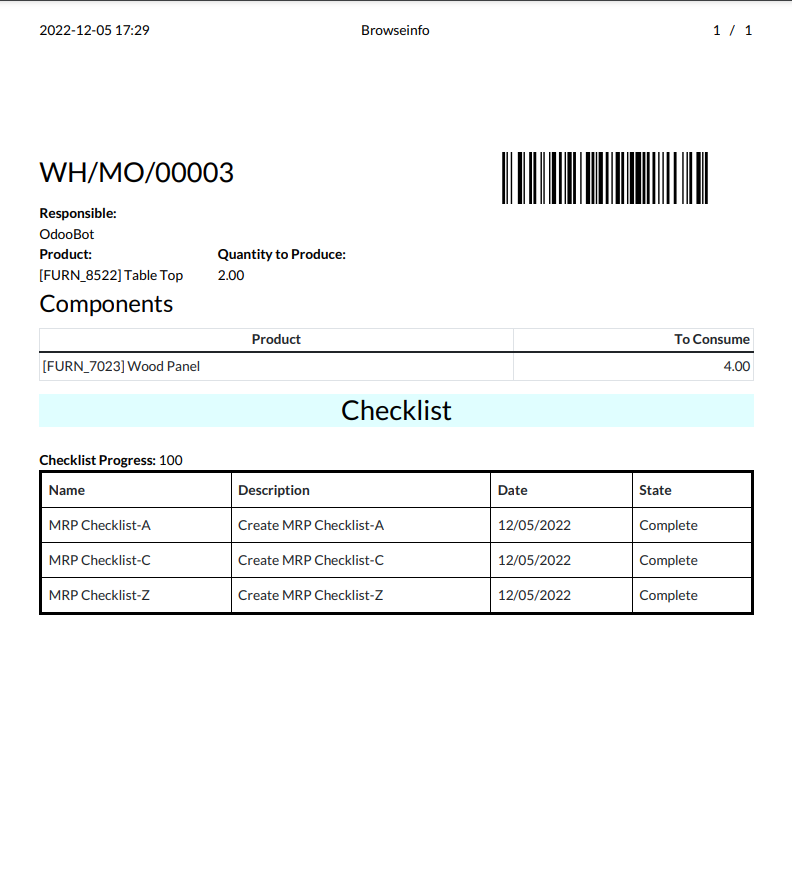 2022-12-05 17:29 Browseinfo 1 / 1
WH/MO/00003
Responsible:
OdooBot
Product: Quantity to Produce:
[FURN_8522] Table Top 2.00
Components
Product To Consume
[FURN_7023] Wood Panel 4.00
Checklist
Checklist Progress: 100
Name Description Date State
MRP Checklist-A Create MRP Checklist-A 12/05/2022 Complete
MRP Checklist-C Create MRP Checklist-C 12/05/2022 Complete
MRP Checklist-Z Create MRP Checklist-Z 12/05/2022 Complete